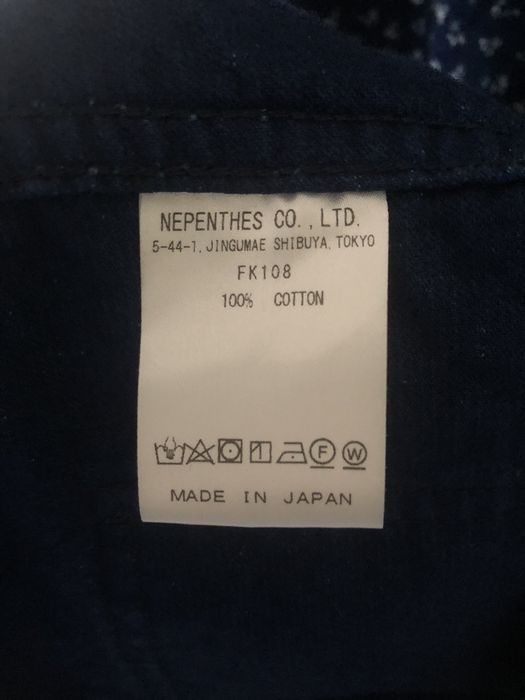 NEPENTHES CO., LTD.
5-44-1, JINGUMAE SHIBUYA, TOKYO
FK108
100% COTTON
F W
MADE IN JAPAN